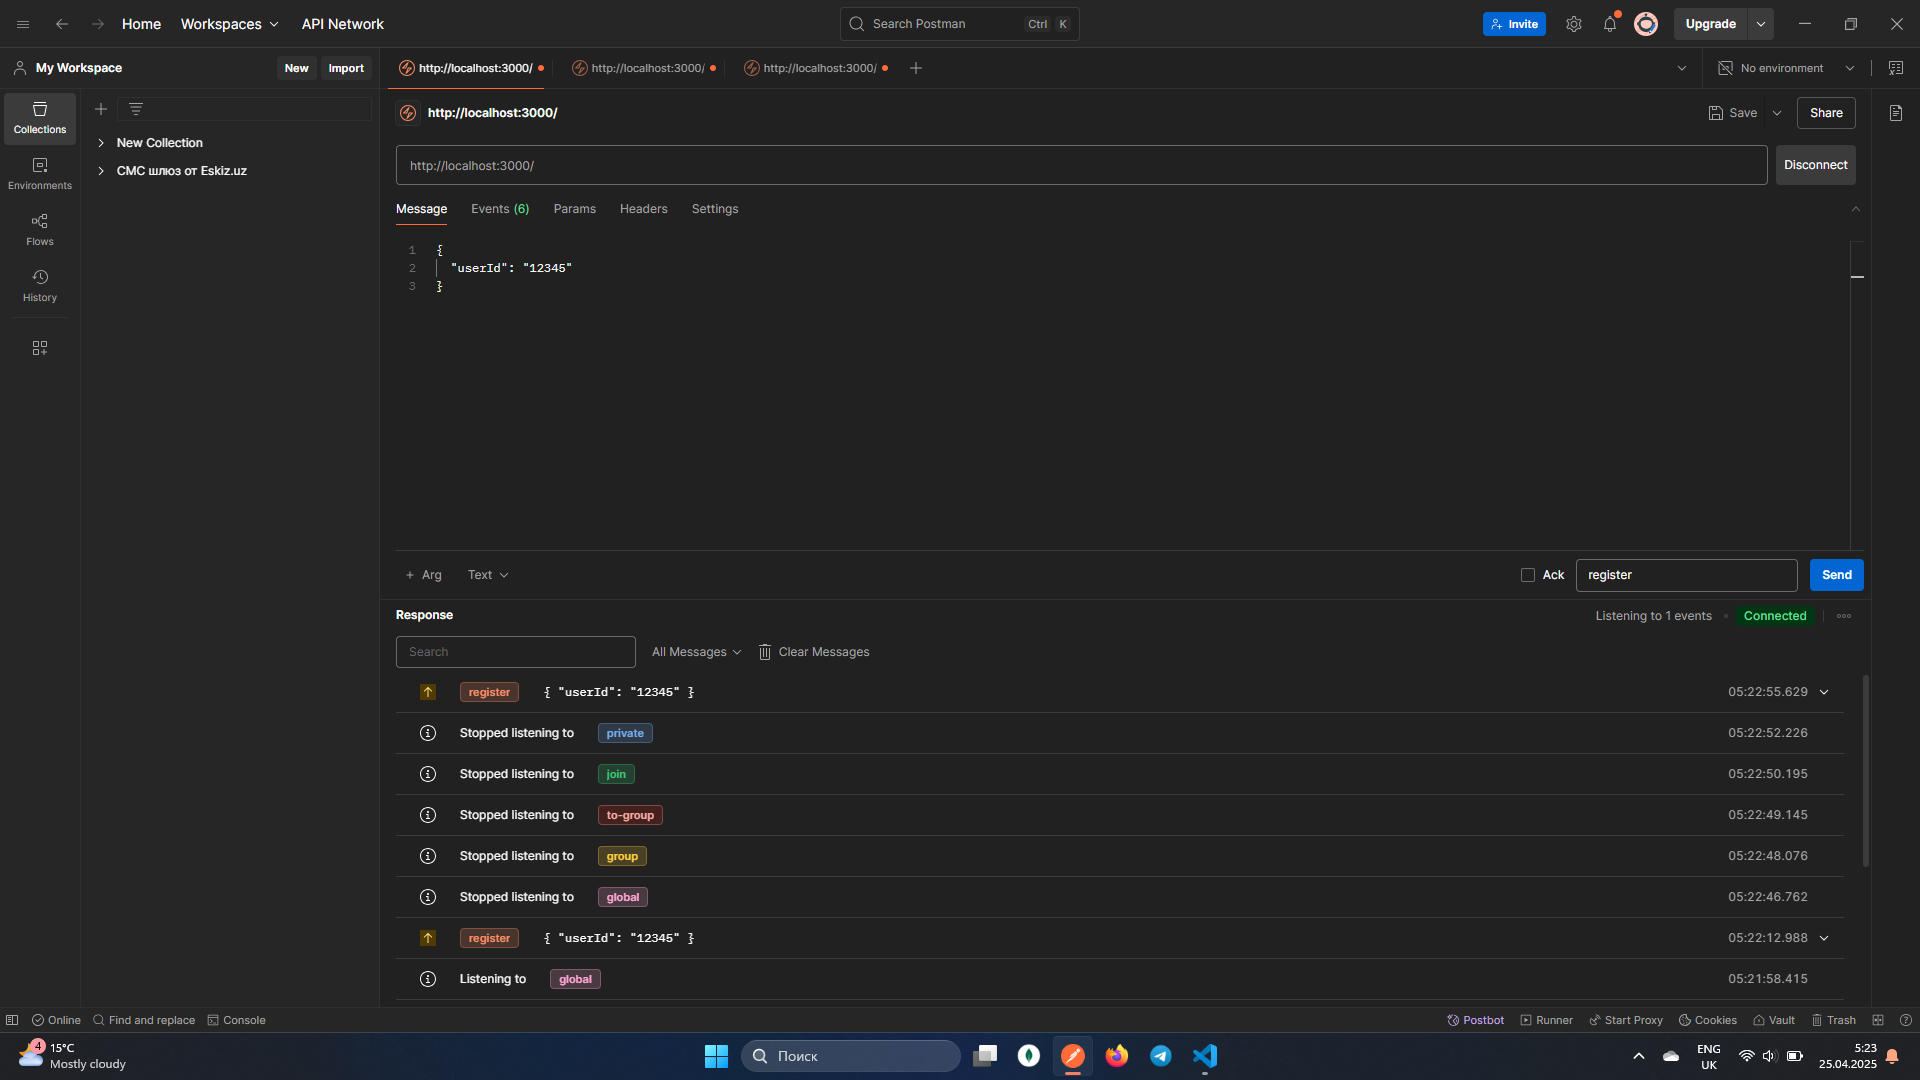 Home
Workspaces
API Network
Search Postman
Ctrl K
Invite
Upgrade
My Workspace
New
Import
http://localhost:3000/
http://localhost:3000/
http://localhost:3000/
No environment
Collections
Environments
Flows
History
New Collection
СМС шлюз от Eskiz.uz
http://localhost:3000/
Save
Share
http://localhost:3000/
Disconnect
Message
Events (6)
Params
Headers
Settings
1 {
2 "userId": "12345"
3 }
Arg
Text
Ack
register
Send
Response
Listening to 1 events
Connected
Search
All Messages
Clear Messages
register { "userId": "12345" } 05:22:55.629
Stopped listening to private 05:22:52.226
Stopped listening to join 05:22:50.195
Stopped listening to to-group 05:22:49.145
Stopped listening to group 05:22:48.076
Stopped listening to global 05:22:46.762
register { "userId": "12345" } 05:22:12.988
Listening to global 05:21:58.415
Online
Find and replace
Console
Postbot
Runner
Start Proxy
Cookies
Vault
Trash
4
15°C
Mostly cloudy
Поиск
ENG
UK
5:23
25.04.2025